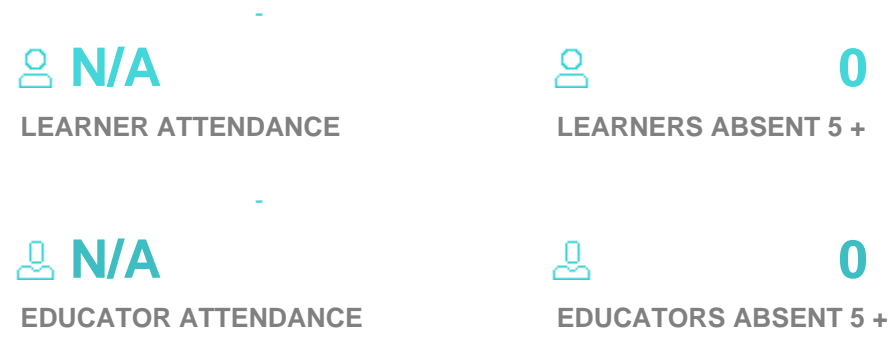 -
N/A 0
LEARNER ATTENDANCE LEARNERS ABSENT 5 +
-
N/A 0
EDUCATOR ATTENDANCE EDUCATORS ABSENT 5 +